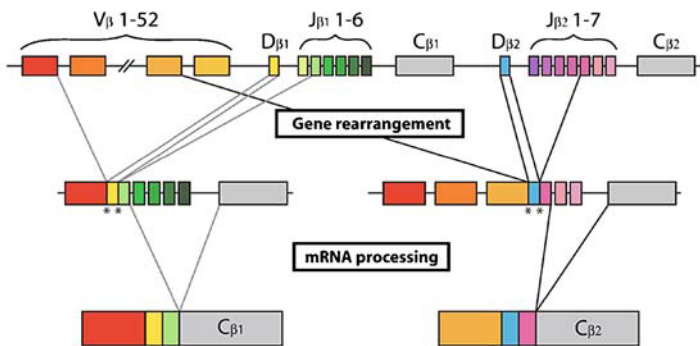 Vβ 1-52
Jβ1 1-6
Jβ2 1-7
Dβ1
Cβ1
Dβ2
Cβ2
Gene rearrangement
* *
* *
mRNA processing
Cβ1
Cβ2